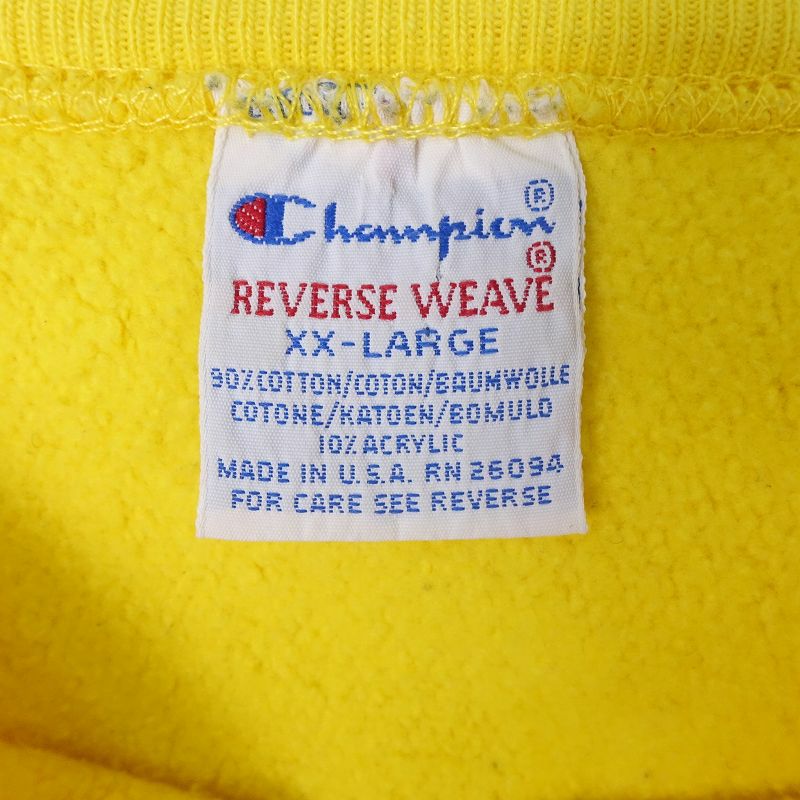 Champion ®
REVERSE WEAVE ®
XX-LARGE
90% COTTON/COTON/BAUMWOLLE
COTONE/KATOEN/BOMULD
10% ACRYLIC
MADE IN U.S.A. RN 26094
FOR CARE SEE REVERSE